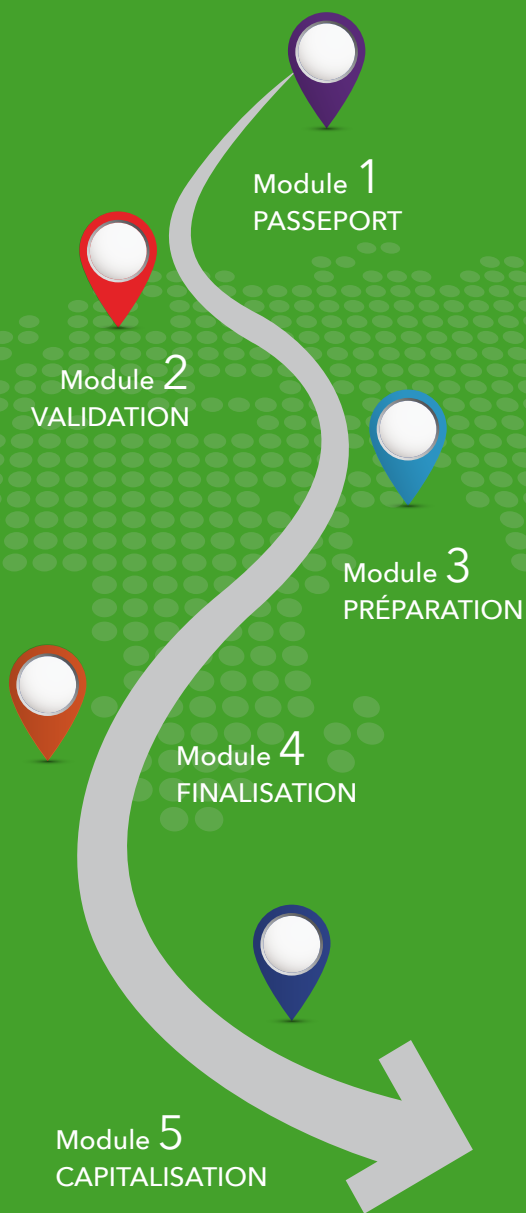 Module 1
PASSEPORT
Module 2
VALIDATION
Module 3
PRÉPARATION
Module 4
FINALISATION
Module 5
CAPITALISATION